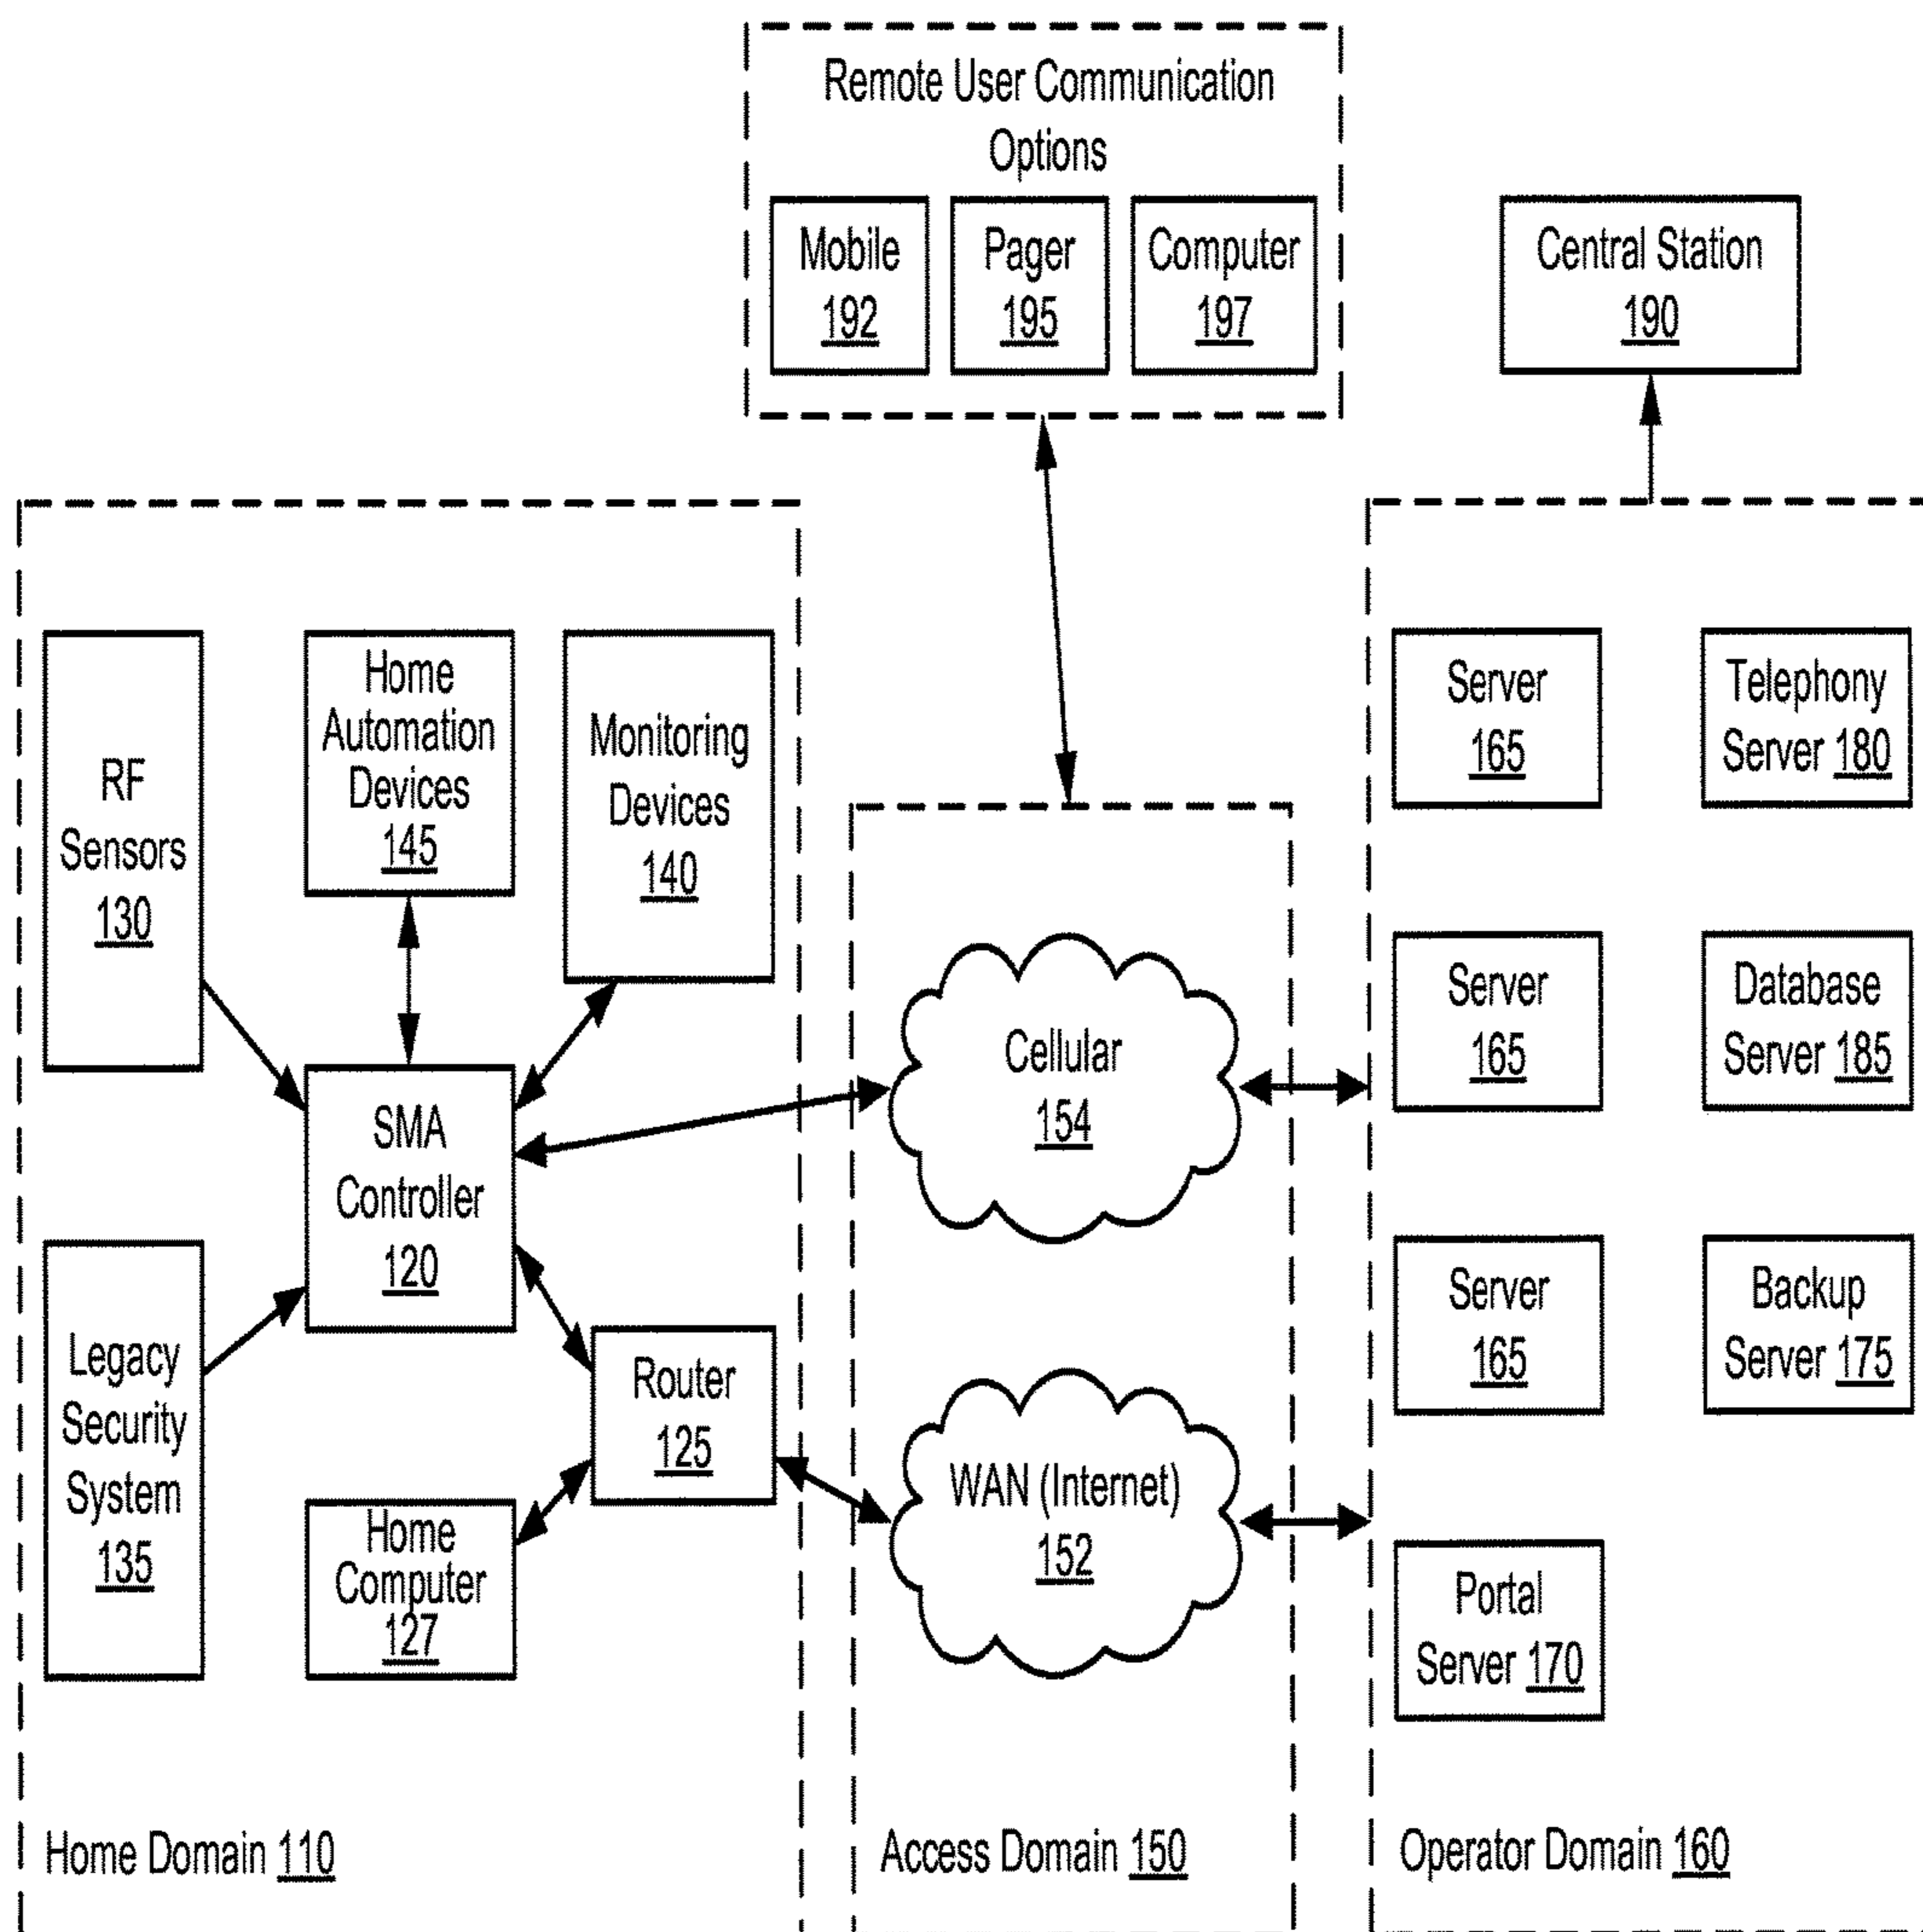 Remote User Communication
Options
Mobile
192
Pager
195
Computer
197
Central Station
190
RF
Sensors
130
Home
Automation
Devices
145
Monitoring
Devices
140
SMA
Controller
120
Legacy
Security
System
135
Router
125
Home
Computer
127
Home Domain 110
Cellular
154
WAN (Internet)
152
Access Domain 150
Server
165
Telephony
Server 180
Server
165
Database
Server 185
Server
165
Backup
Server 175
Portal
Server 170
Operator Domain 160